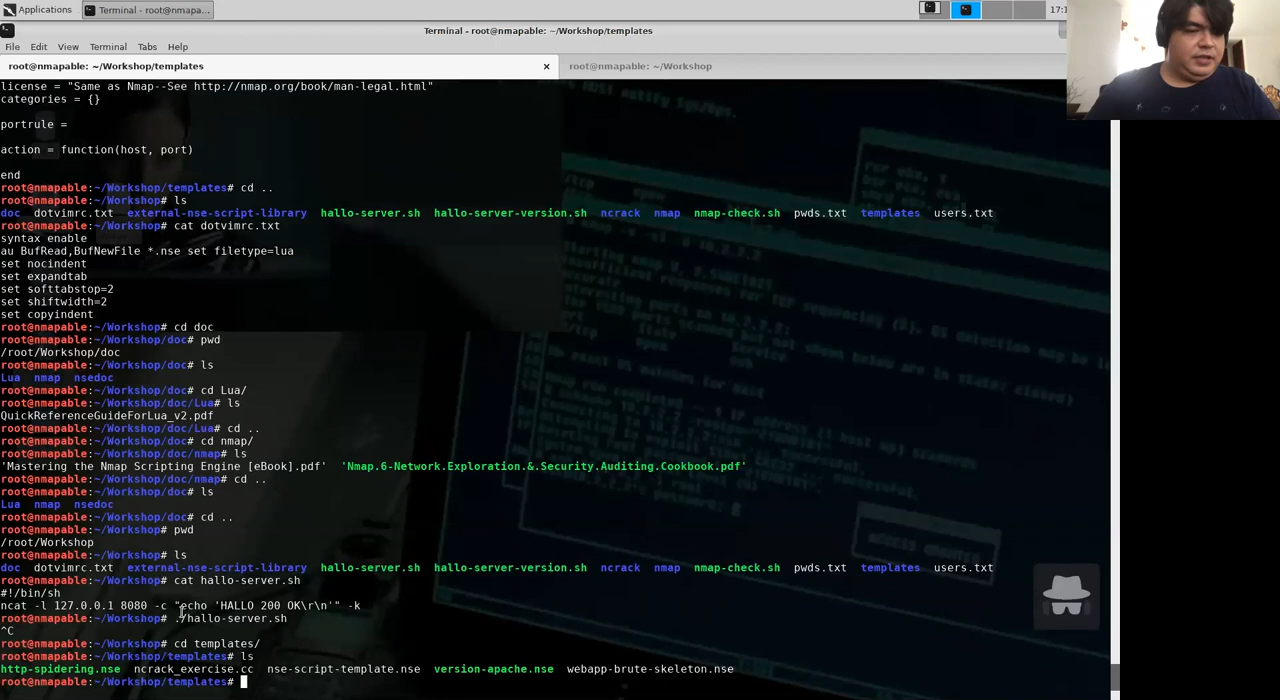 Applications
Terminal - root@nmapa...
17:1
Terminal - root@nmapable: ~/Workshop/templates
File Edit View Terminal Tabs Help
root@nmapable: ~/Workshop/templates ×
root@nmapable: ~/Workshop
license = "Same as Nmap--See http://nmap.org/book/man-legal.html"
categories = {}
portrule =
action = function(host, port)
end
root@nmapable:~/Workshop/templates# cd ..
root@nmapable:~/Workshop# ls
doc dotvimrc.txt external-nse-script-library hallo-server.sh hallo-server-version.sh ncrack nmap nmap-check.sh pwds.txt templates users.txt
root@nmapable:~/Workshop# cat dotvimrc.txt
syntax enable
au BufRead,BufNewFile *.nse set filetype=lua
set nocindent
set expandtab
set softtabstop=2
set shiftwidth=2
set copyindent
root@nmapable:~/Workshop# cd doc
root@nmapable:~/Workshop/doc# pwd
/root/Workshop/doc
root@nmapable:~/Workshop/doc# ls
Lua nmap nsedoc
root@nmapable:~/Workshop/doc# cd Lua/
root@nmapable:~/Workshop/doc/Lua# ls
QuickReferenceGuideForLua_v2.pdf
root@nmapable:~/Workshop/doc/Lua# cd ..
root@nmapable:~/Workshop/doc# cd nmap/
root@nmapable:~/Workshop/doc/nmap# ls
'Mastering the Nmap Scripting Engine [eBook].pdf' 'Nmap.6-Network.Exploration.&.Security.Auditing.Cookbook.pdf'
root@nmapable:~/Workshop/doc/nmap# cd ..
root@nmapable:~/Workshop/doc# ls
Lua nmap nsedoc
root@nmapable:~/Workshop/doc# cd ..
root@nmapable:~/Workshop# pwd
/root/Workshop
root@nmapable:~/Workshop# ls
doc dotvimrc.txt external-nse-script-library hallo-server.sh hallo-server-version.sh ncrack nmap nmap-check.sh pwds.txt templates users.txt
root@nmapable:~/Workshop# cat hallo-server.sh
#!/bin/sh
ncat -l 127.0.0.1 8080 -c "echo 'HALLO 200 OK\r\n'" -k
root@nmapable:~/Workshop# ./hallo-server.sh
^C
root@nmapable:~/Workshop# cd templates/
root@nmapable:~/Workshop/templates# ls
http-spidering.nse ncrack_exercise.cc nse-script-template.nse version-apache.nse webapp-brute-skeleton.nse
root@nmapable:~/Workshop/templates#